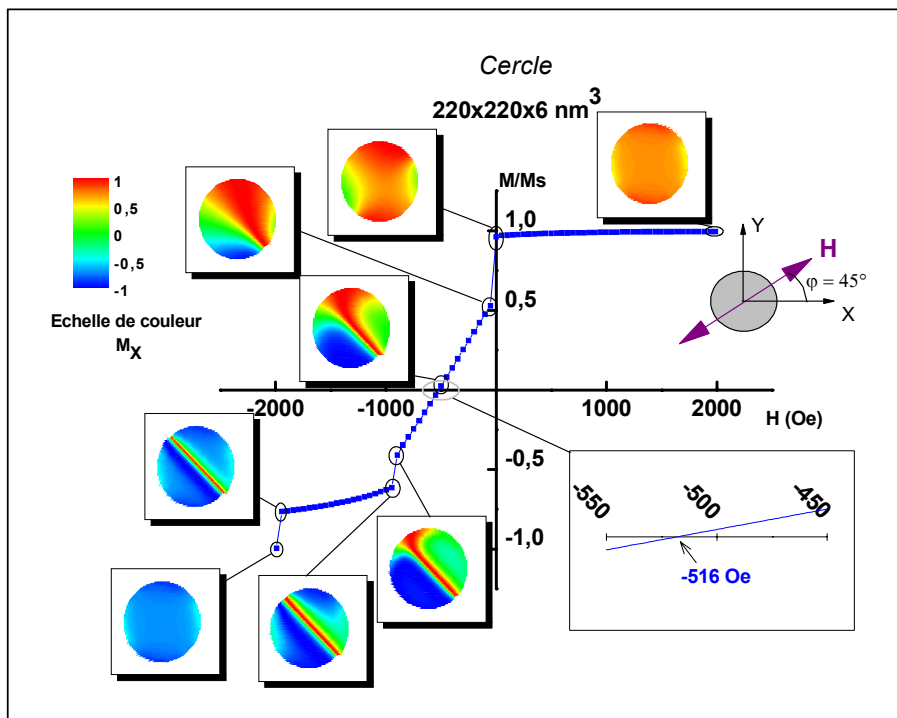 Cercle
220x220x6 nm³
1
0,5
0
-0,5
-1
Echelle de couleur
M_X
M/Ms
1,0
0,5
-0,5
-1,0
-2000
-1000
1000
2000
H (Oe)
Y
H
φ = 45°
X
-550
-500
-450
-516 Oe